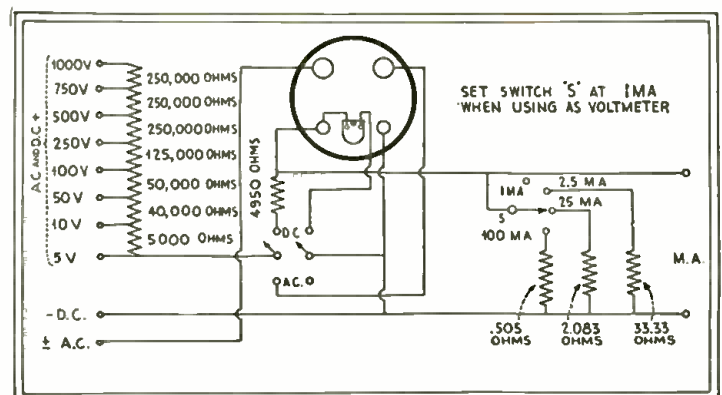 1000V
750V
500V
250V
100V
50V
10V
5V
A.C. AND D.C +
250,000 OHMS
250,000 OHMS
250,000 OHMS
125,000 OHMS
50,000 OHMS
40,000 OHMS
5000 OHMS
- D.C.
± A.C.
4950 OHMS
D.C.
A.C.
SET SWITCH "S" AT 1MA
WHEN USING AS VOLTMETER
1MA
2.5 MA
S
25 MA
100 MA
M.A.
.505
OHMS
2.083
OHMS
33.33
OHMS